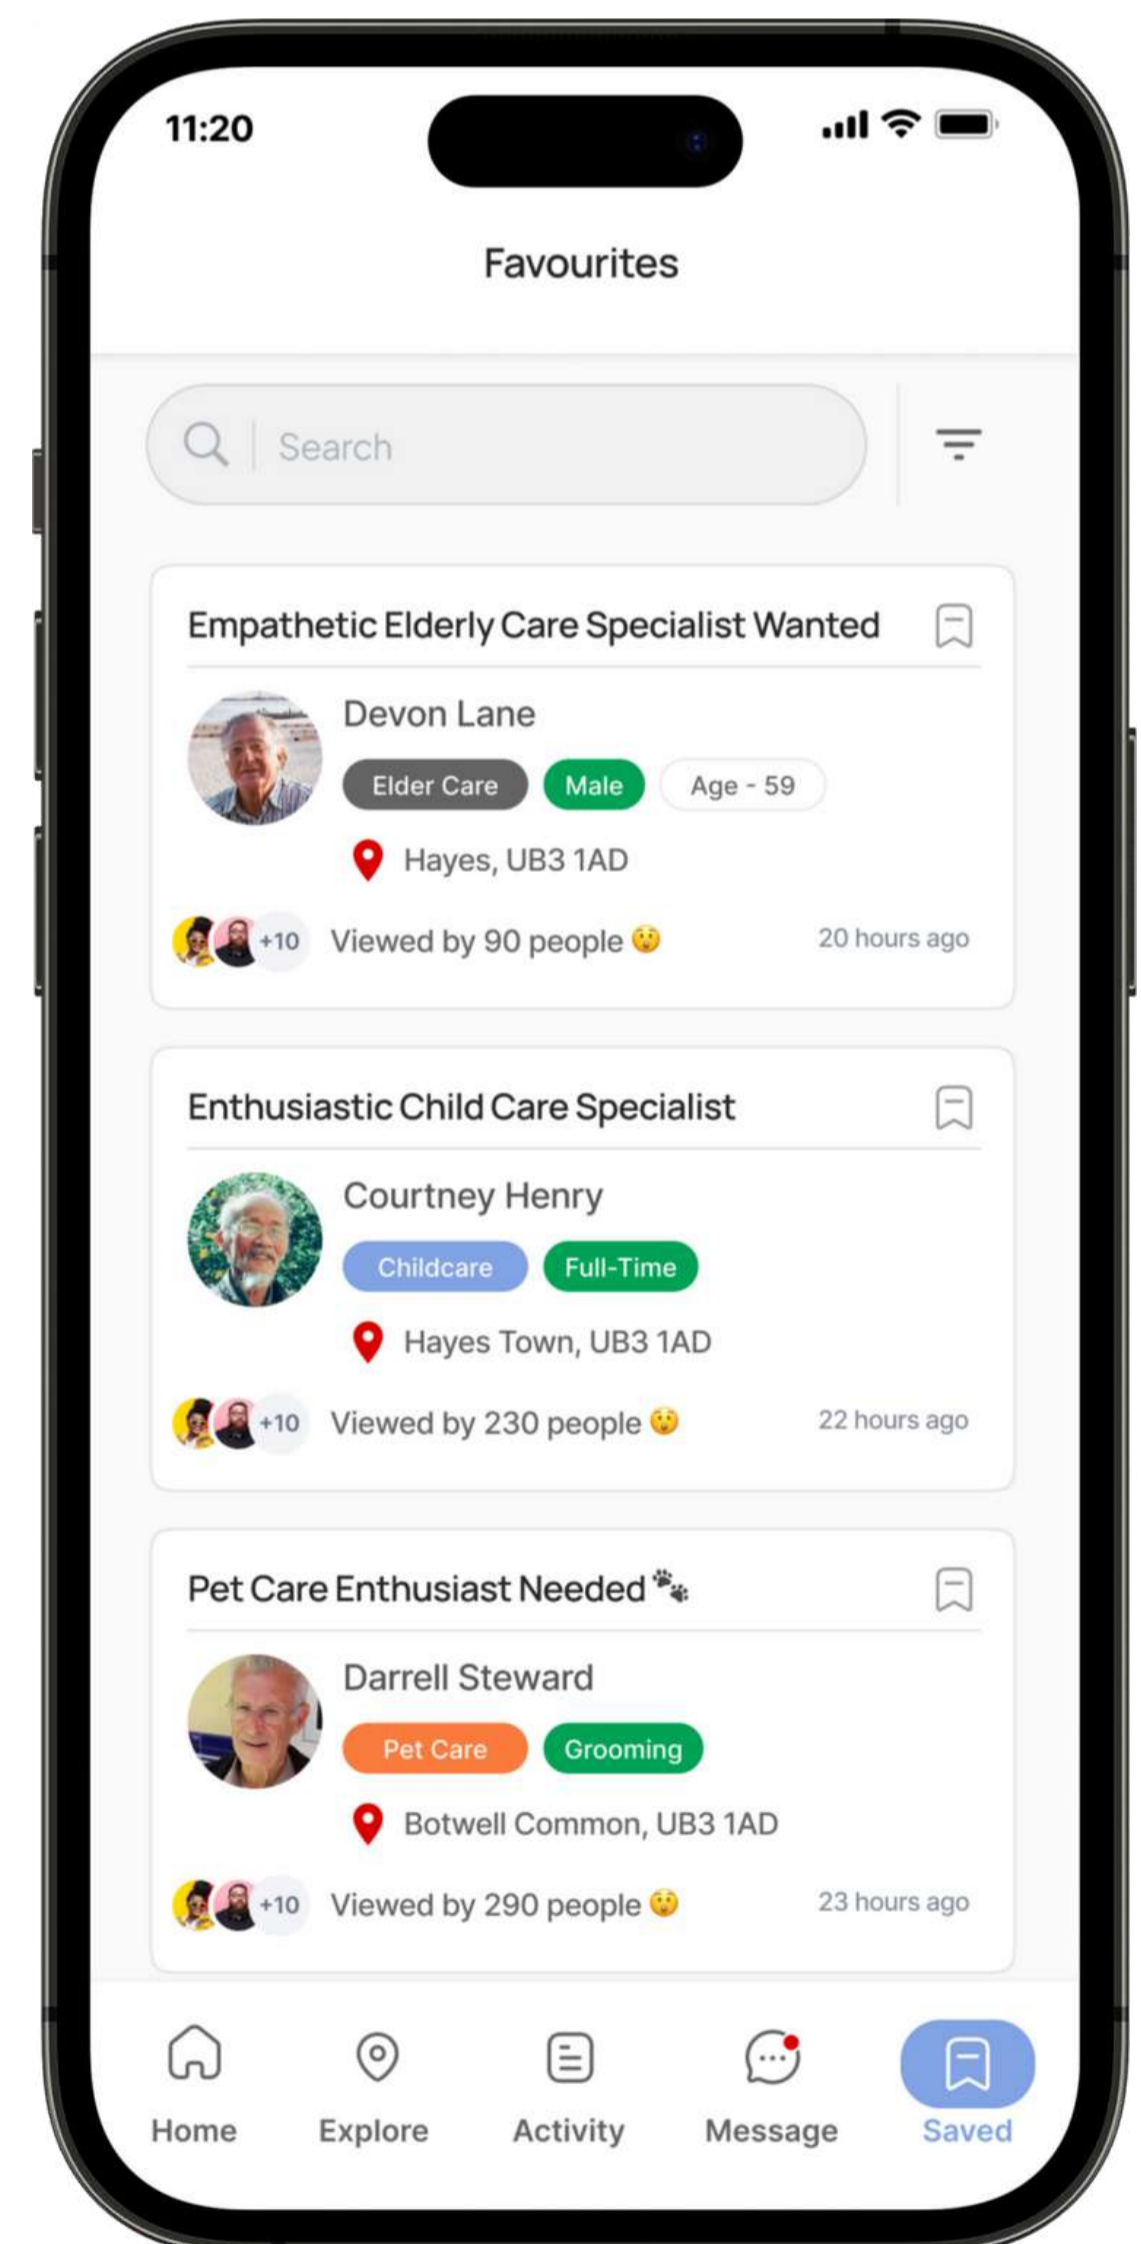 11:20
Favourites
Search
Empathetic Elderly Care Specialist Wanted
Devon Lane
Elder Care Male Age - 59
Hayes, UB3 1AD
+10 Viewed by 90 people 😲 20 hours ago
Enthusiastic Child Care Specialist
Courtney Henry
Childcare Full-Time
Hayes Town, UB3 1AD
+10 Viewed by 230 people 😲 22 hours ago
Pet Care Enthusiast Needed 🐾
Darrell Steward
Pet Care Grooming
Botwell Common, UB3 1AD
+10 Viewed by 290 people 😲 23 hours ago
Home Explore Activity Message Saved